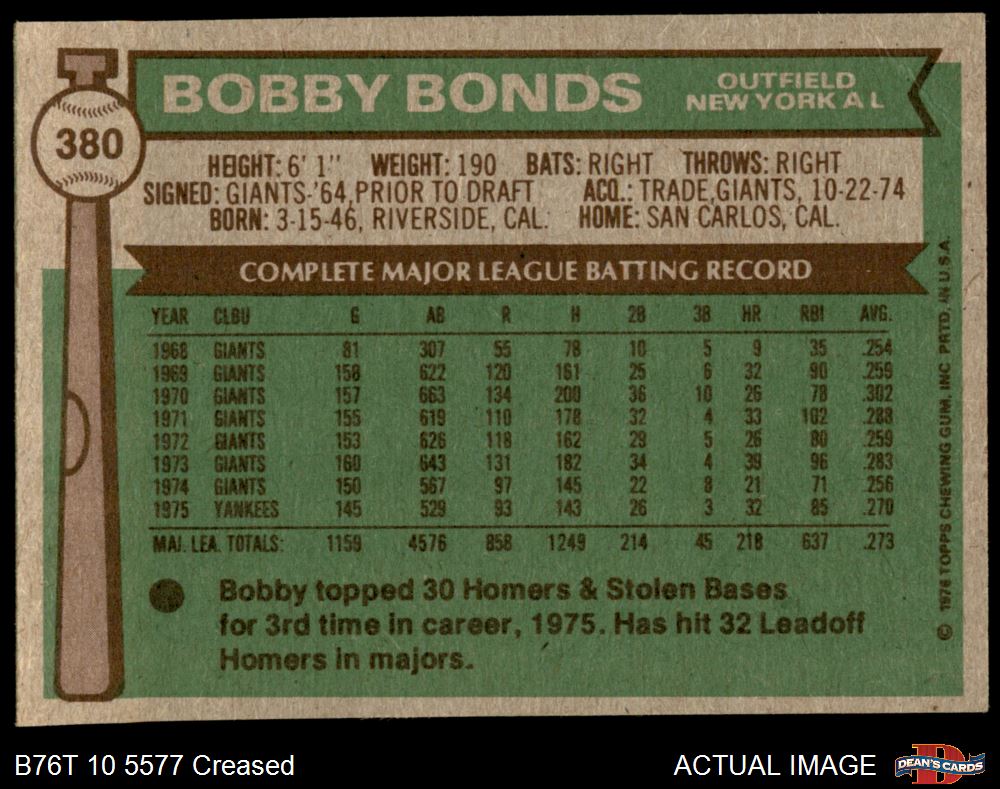 380
BOBBY BONDS
OUTFIELD
NEW YORK A L
HEIGHT: 6' 1" WEIGHT: 190 BATS: RIGHT THROWS: RIGHT
SIGNED: GIANTS-'64, PRIOR TO DRAFT ACQ.: TRADE, GIANTS, 10-22-74
BORN: 3-15-46, RIVERSIDE, CAL. HOME: SAN CARLOS, CAL.
COMPLETE MAJOR LEAGUE BATTING RECORD
YEAR CLBU G AB R H 2B 3B HR RBI AVG.
1968 GIANTS 81 307 55 78 10 5 9 35 .254
1969 GIANTS 158 622 120 161 25 6 32 90 .259
1970 GIANTS 157 663 134 200 36 10 26 78 .302
1971 GIANTS 155 619 110 178 32 4 33 102 .288
1972 GIANTS 153 626 118 162 29 5 26 80 .259
1973 GIANTS 160 643 131 182 34 4 39 96 .283
1974 GIANTS 150 567 97 145 22 8 21 71 .256
1975 YANKEES 145 529 93 143 26 3 32 85 .270
MAJ. LEA. TOTALS: 1159 4576 858 1249 214 45 218 637 .273
Bobby topped 30 Homers & Stolen Bases
for 3rd time in career, 1975. Has hit 32 Leadoff
Homers in majors.
© 1976 TOPPS CHEWING GUM, INC PRTD. IN U.S.A.
B76T 10 5577 Creased
ACTUAL IMAGE
DEAN'S CARDS